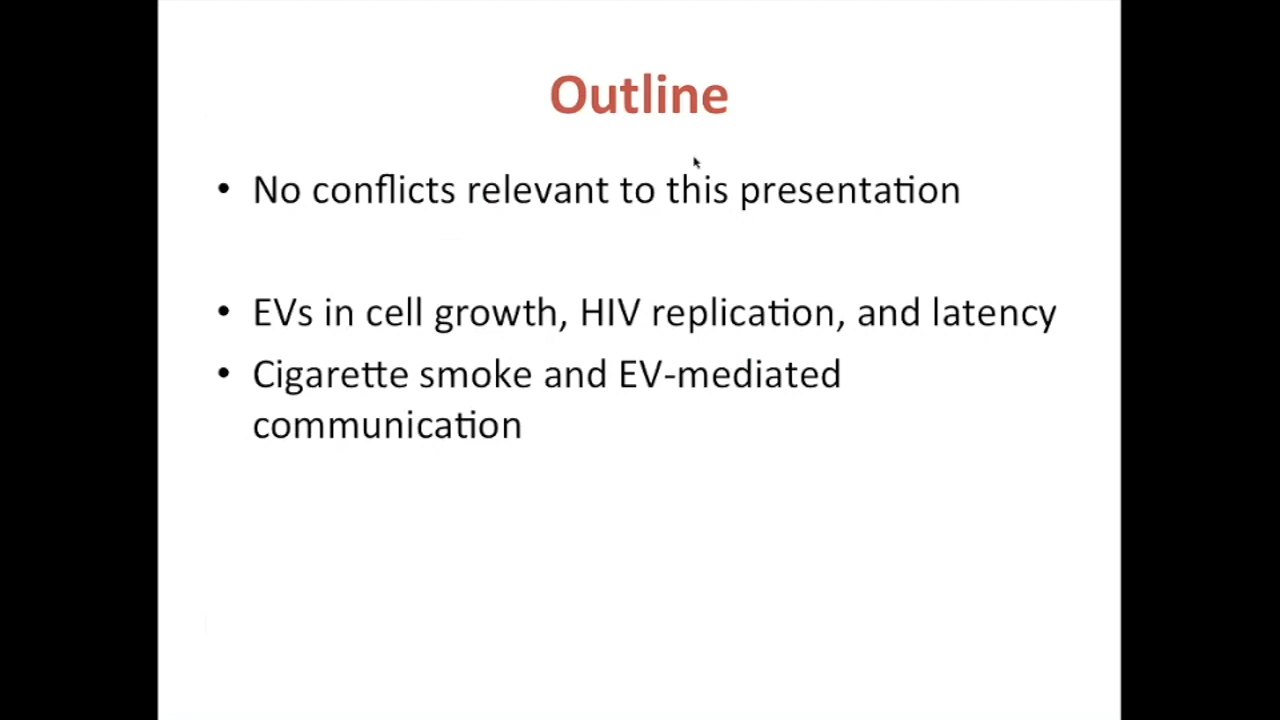 Outline
• No conflicts relevant to this presentation
• EVs in cell growth, HIV replication, and latency
• Cigarette smoke and EV-mediated
communication